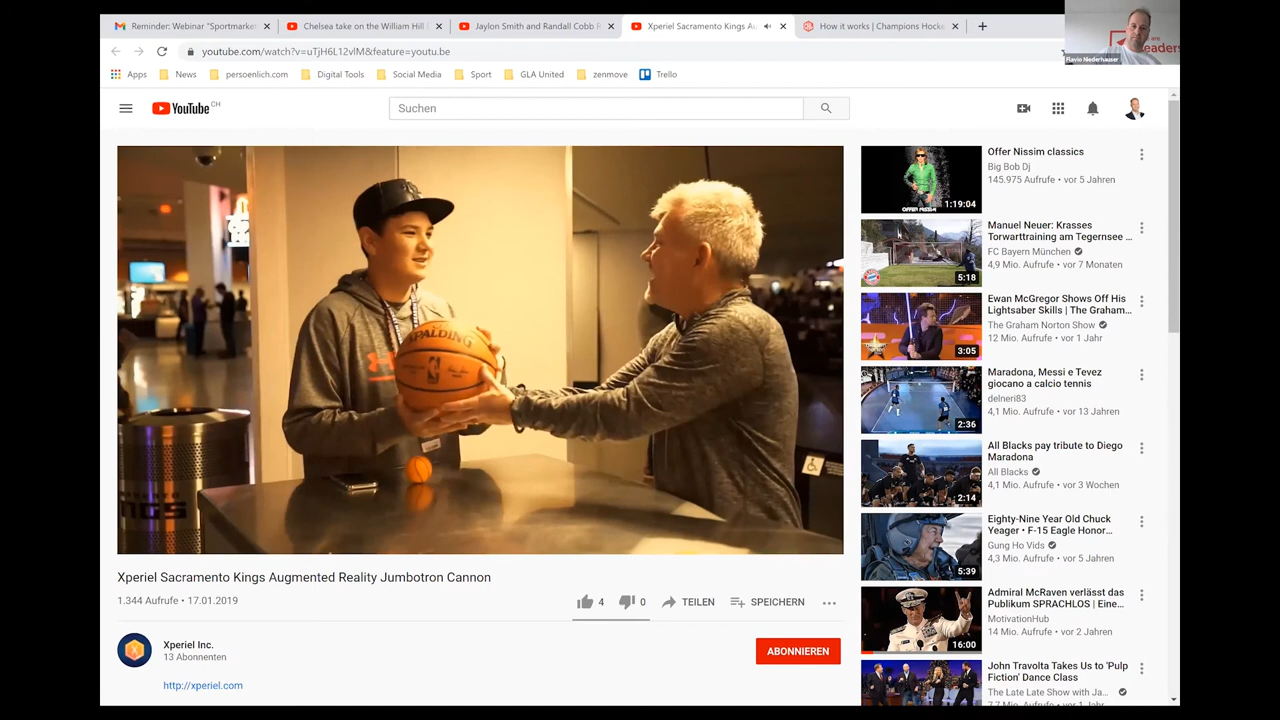 Reminder: Webinar "Sportmarket
Chelsea take on the William Hill
Jaylon Smith and Randall Cobb
Xperiel Sacramento Kings
How it works | Champions Hocke
youtube.com/watch?v=uTjH6L12vlM&feature=youtu.be
Apps
News
persoenlich.com
Digital Tools
Social Media
Sport
GLA United
zenmove
Trello
Flavio Niederhauser
YouTube CH
Suchen
SPALDING
Xperiel Sacramento Kings Augmented Reality Jumbotron Cannon
1.344 Aufrufe • 17.01.2019
4
0
TEILEN
SPEICHERN
Xperiel Inc.
13 Abonnenten
ABONNIEREN
http://xperiel.com
Offer Nissim classics
Big Bob Dj
145.975 Aufrufe • vor 5 Jahren
OFFER NISSIM
1:19:04
Manuel Neuer: Krasses
Torwarttraining am Tegernsee ...
FC Bayern München
4,9 Mio. Aufrufe • vor 7 Monaten
5:18
Ewan McGregor Shows Off His
Lightsaber Skills | The Graham...
The Graham Norton Show
12 Mio. Aufrufe • vor 1 Jahr
3:05
Maradona, Messi e Tevez
giocano a calcio tennis
delneri83
4,1 Mio. Aufrufe • vor 13 Jahren
2:36
All Blacks pay tribute to Diego
Maradona
All Blacks
4,1 Mio. Aufrufe • vor 3 Wochen
2:14
Eighty-Nine Year Old Chuck
Yeager • F-15 Eagle Honor...
Gung Ho Vids
4,3 Mio. Aufrufe • vor 5 Jahren
5:39
Admiral McRaven verlässt das
Publikum SPRACHLOS | Eine...
MotivationHub
14 Mio. Aufrufe • vor 2 Jahren
16:00
John Travolta Takes Us to 'Pulp
Fiction' Dance Class
The Late Late Show with Ja...